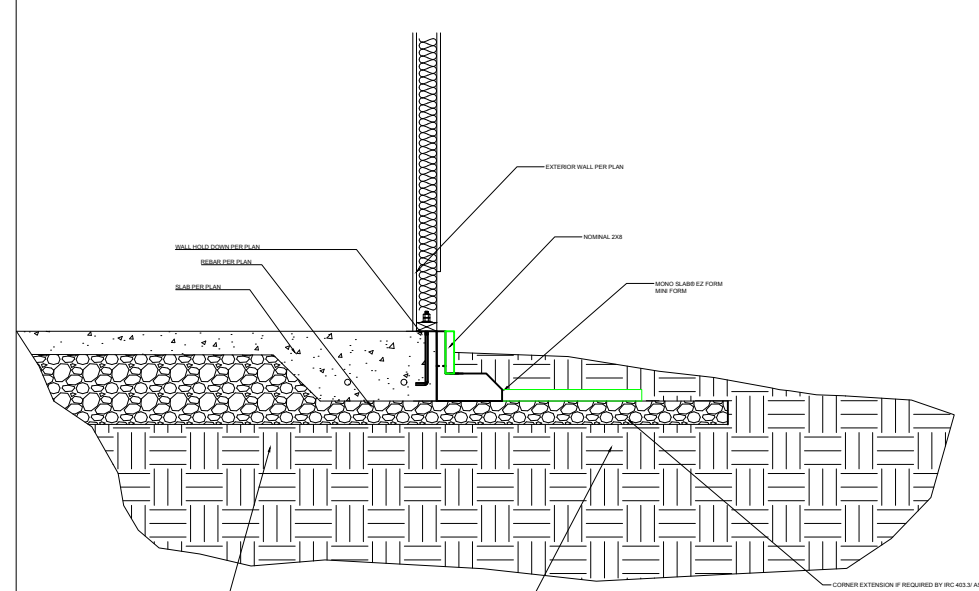 EXTERIOR WALL PER PLAN
NOMINAL 2X8
WALL HOLD DOWN PER PLAN
REBAR PER PLAN
SLAB PER PLAN
MONO SLAB® EZ FORM
MINI FORM
CORNER EXTENSION IF REQUIRED BY IRC 403.3/